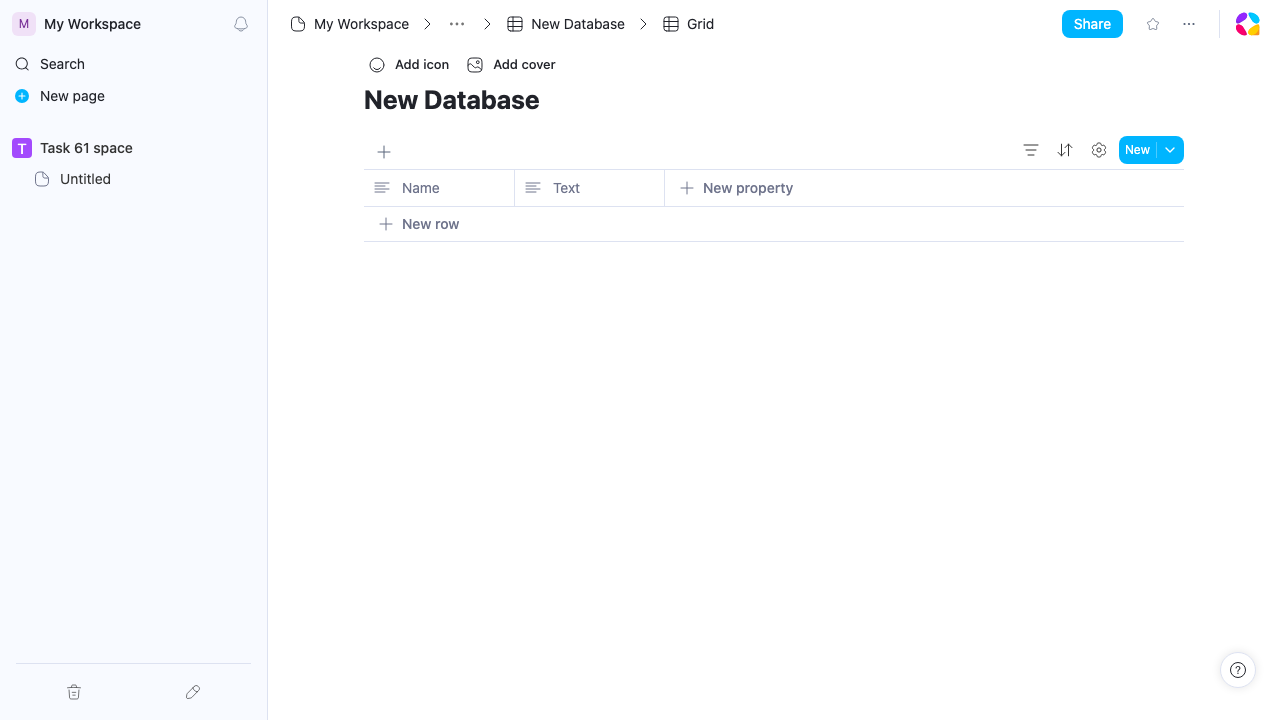 M My Workspace
Search
New page
T Task 61 space
Untitled
My Workspace > ··· > New Database > Grid
Share
Add icon Add cover
New Database
New
Name Text New property
New row